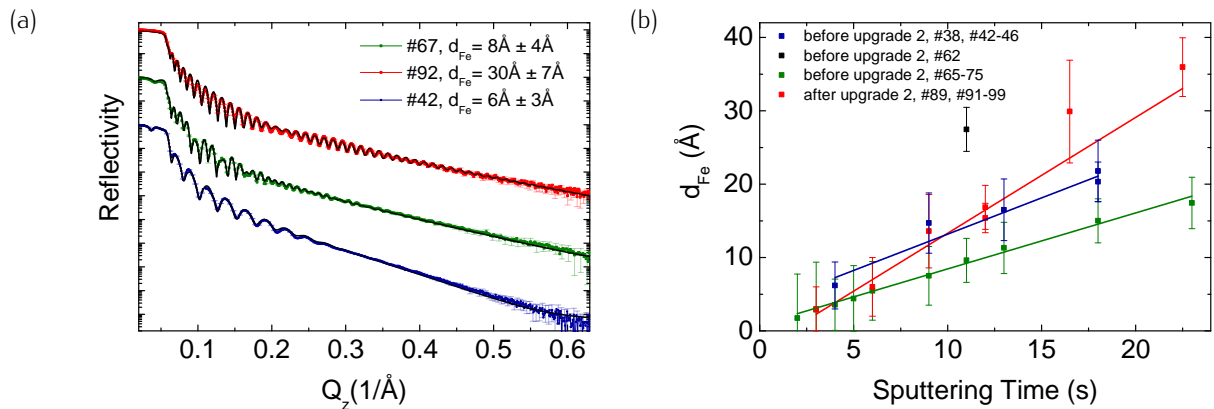 (a)
#67, d_Fe = 8Å ± 4Å
#92, d_Fe = 30Å ± 7Å
#42, d_Fe = 6Å ± 3Å
Reflectivity
0.1 0.2 0.3 0.4 0.5 0.6
Q_z(1/Å)
(b)
before upgrade 2, #38, #42-46
before upgrade 2, #62
before upgrade 2, #65-75
after upgrade 2, #89, #91-99
40
30
20
10
0
d_Fe (Å)
0 5 10 15 20
Sputtering Time (s)